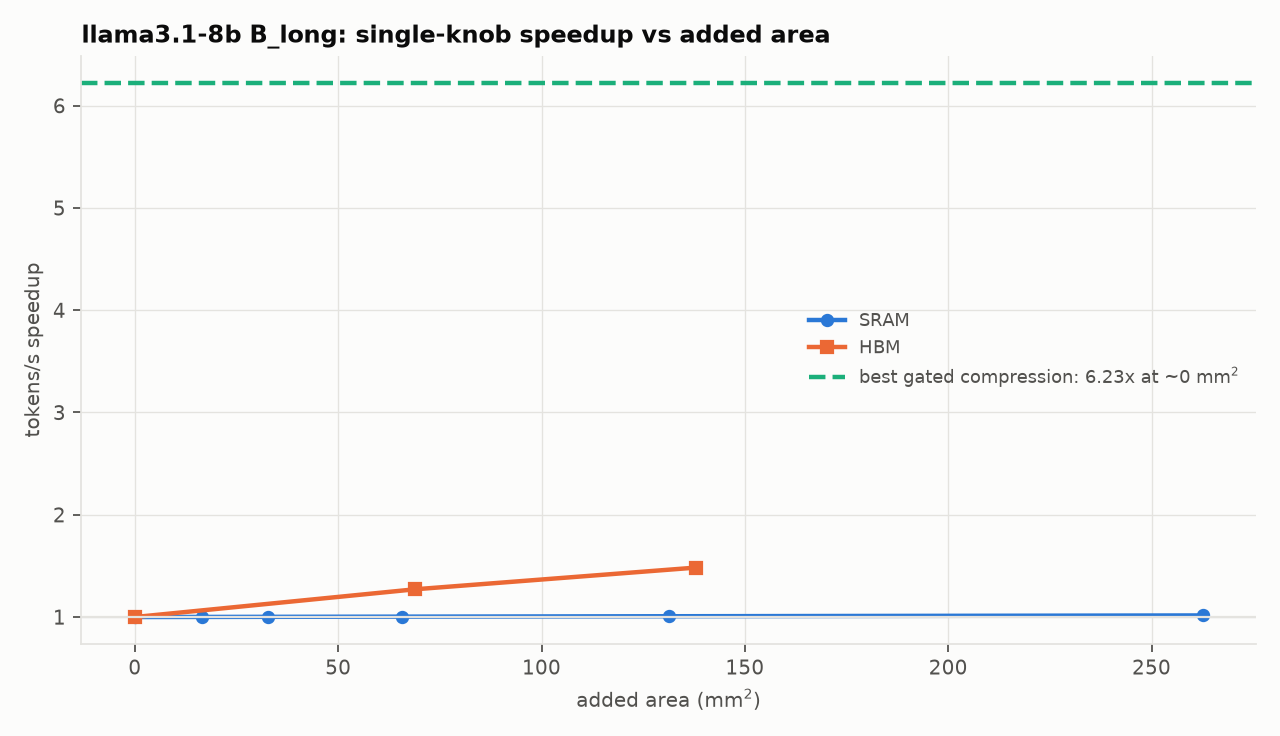 llama3.1-8b B_long: single-knob speedup vs added area
tokens/s speedup
6
5
4
3
2
1
SRAM
HBM
best gated compression: 6.23x at ~0 mm²
0
50
100
150
200
250
added area (mm²)